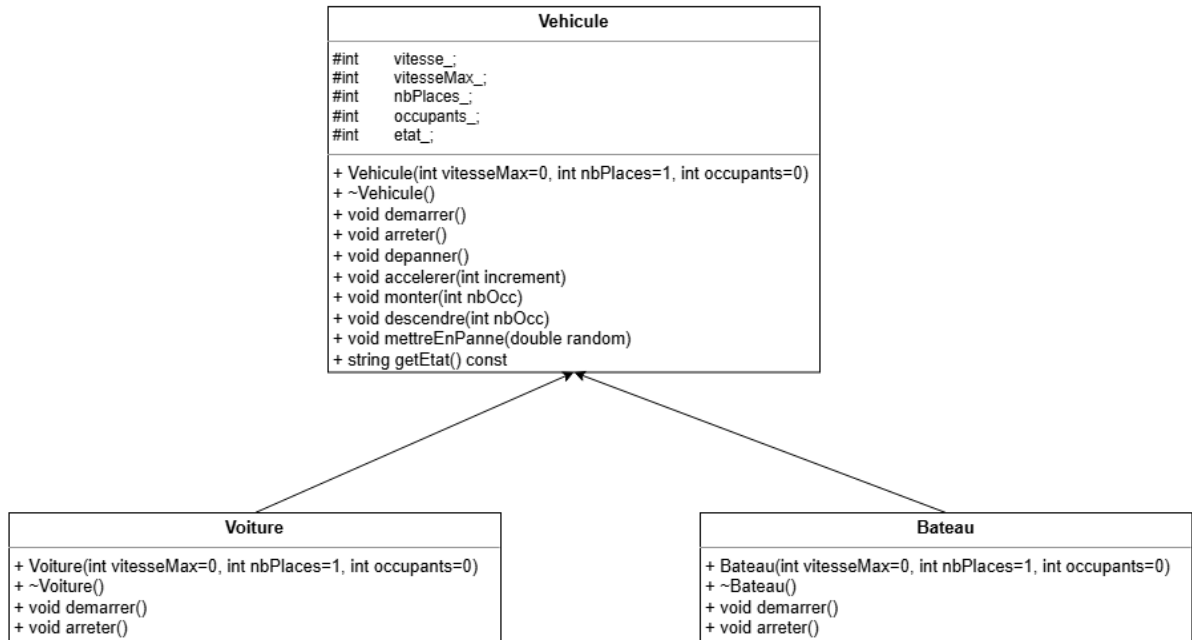 Vehicule
#int vitesse_;
#int vitesseMax_;
#int nbPlaces_;
#int occupants_;
#int etat_;
+ Vehicule(int vitesseMax=0, int nbPlaces=1, int occupants=0)
+ ~Vehicule()
+ void demarrer()
+ void arreter()
+ void depanner()
+ void accelerer(int increment)
+ void monter(int nbOcc)
+ void descendre(int nbOcc)
+ void mettreEnPanne(double random)
+ string getEtat() const
Voiture
+ Voiture(int vitesseMax=0, int nbPlaces=1, int occupants=0)
+ ~Voiture()
+ void demarrer()
+ void arreter()
Bateau
+ Bateau(int vitesseMax=0, int nbPlaces=1, int occupants=0)
+ ~Bateau()
+ void demarrer()
+ void arreter()